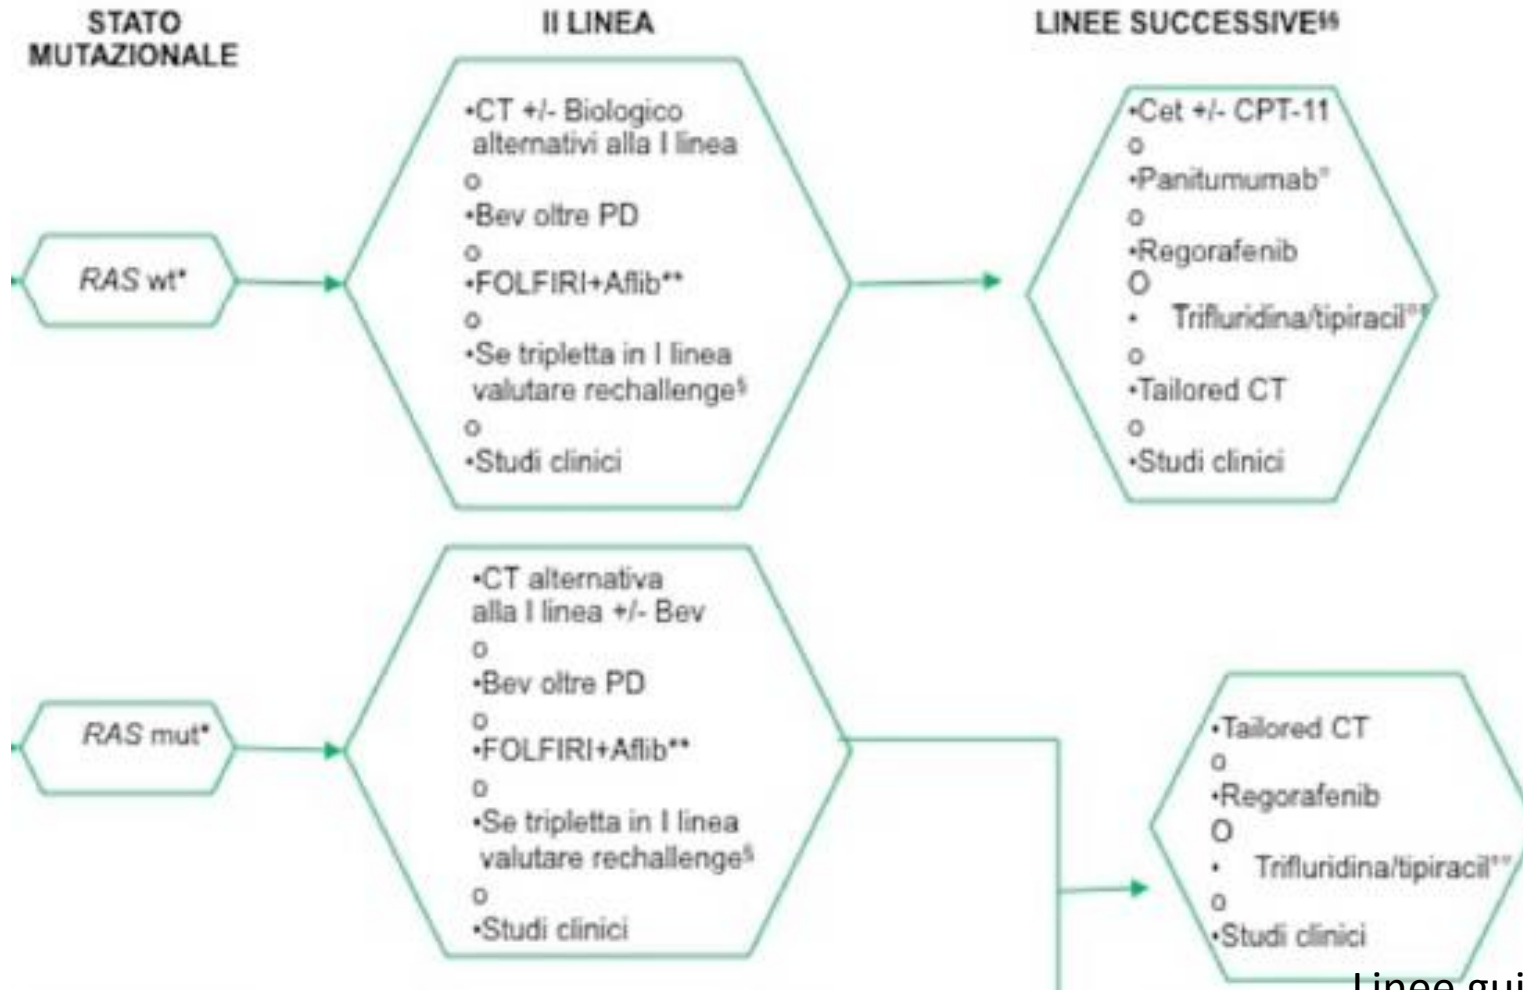 STATO
MUTAZIONALE
II LINEA
LINEE SUCCESSIVE§§
RAS wt*
•CT +/- Biologico
alternativi alla I linea
o
•Bev oltre PD
o
•FOLFIRI+Aflib**
o
•Se tripletta in I linea
valutare rechallenge§
o
•Studi clinici
•Cet +/- CPT-11
o
•Panitumumab°
o
•Regorafenib
O
• Trifluridina/tipiracil
o
•Tailored CT
o
•Studi clinici
RAS mut*
•CT alternativa
alla I linea +/- Bev
o
•Bev oltre PD
o
•FOLFIRI+Aflib**
o
•Se tripletta in I linea
valutare rechallenge§
o
•Studi clinici
•Tailored CT
o
•Regorafenib
O
• Trifluridina/tipiracil°°
o
•Studi clinici
Linee gui